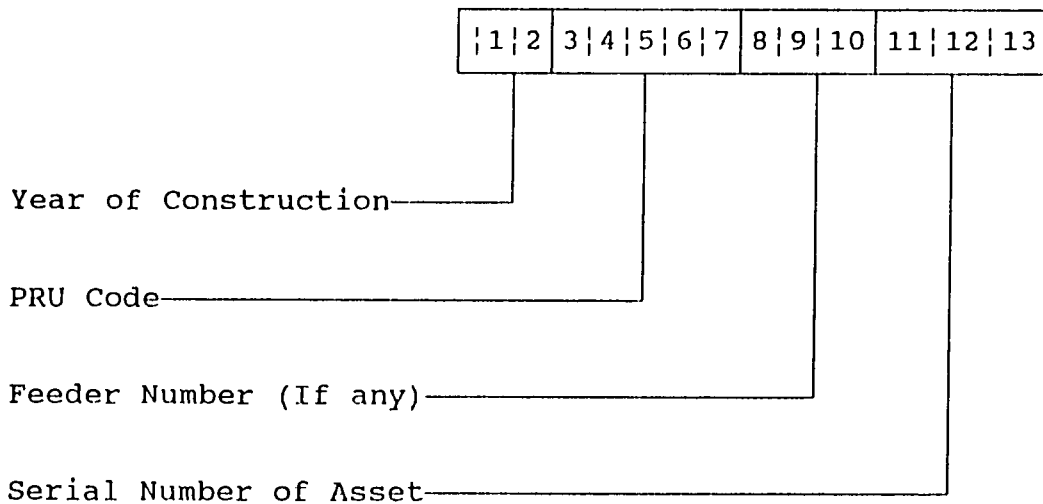 ¦1¦2 3¦4¦5¦6¦7 8¦9¦10 11¦12¦13
Year of Construction
PRU Code
Feeder Number (If any)
Serial Number of Asset